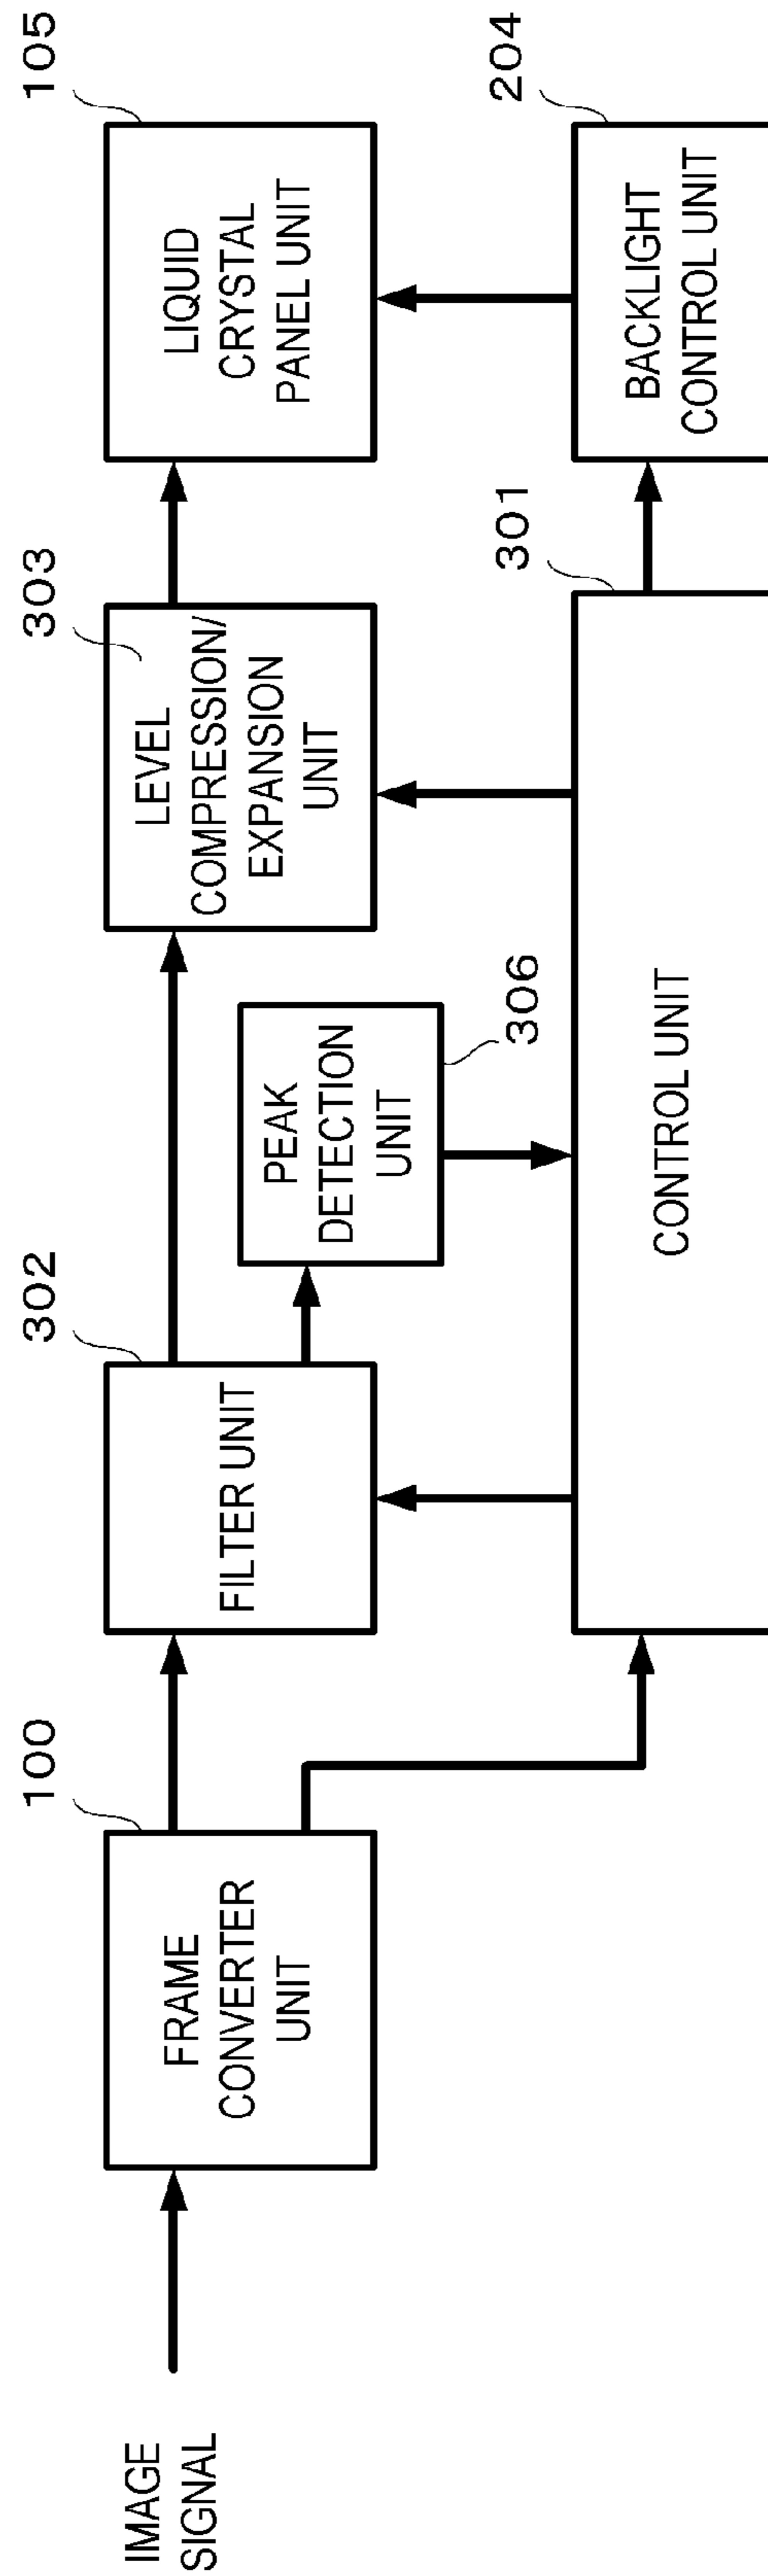 IMAGE
SIGNAL
100
FRAME
CONVERTER
UNIT
302
FILTER UNIT
PEAK
DETECTION
UNIT
306
303
LEVEL
COMPRESSION/
EXPANSION
UNIT
105
LIQUID
CRYSTAL
PANEL UNIT
301
CONTROL UNIT
204
BACKLIGHT
CONTROL UNIT